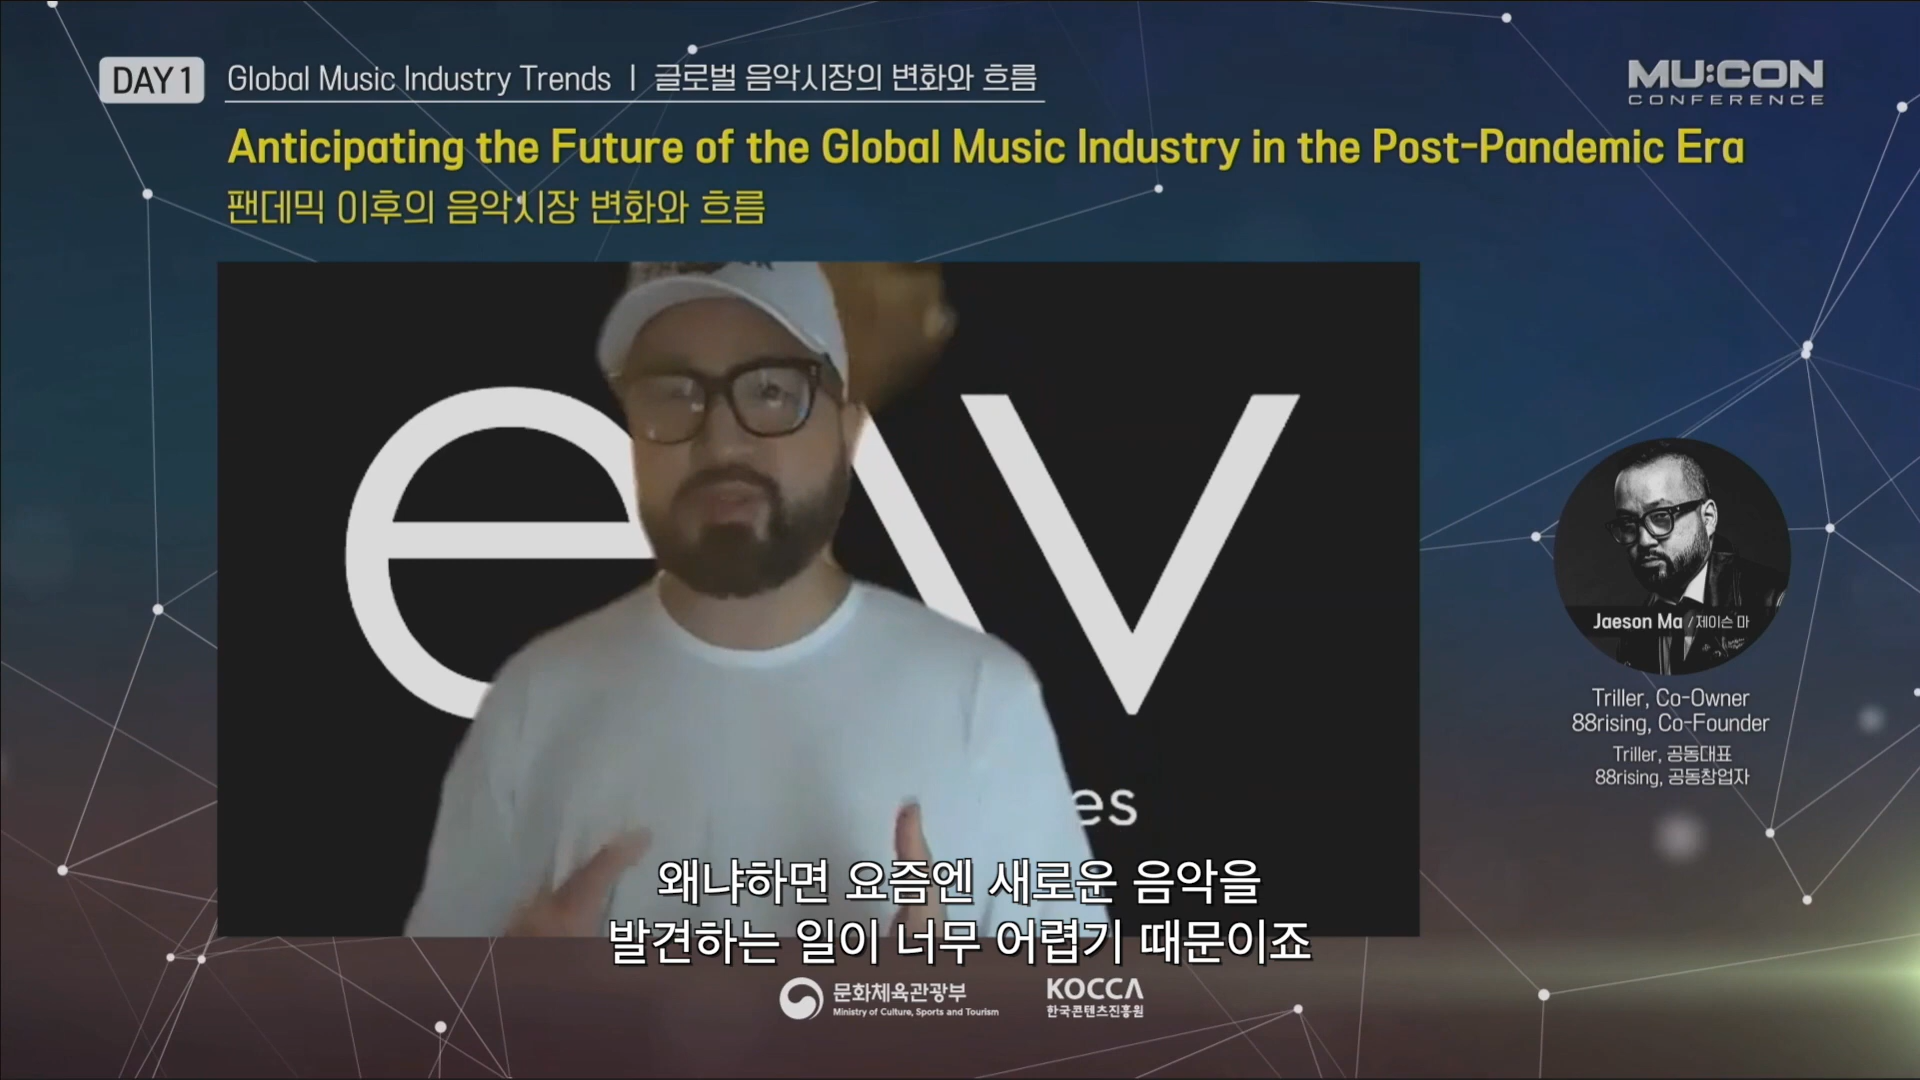 DAY 1
Global Music Industry Trends | 글로벌 음악시장의 변화와 흐름
MU:CON
CONFERENCE
Anticipating the Future of the Global Music Industry in the Post-Pandemic Era
팬데믹 이후의 음악시장 변화와 흐름
Jaeson Ma / 제이슨 마
Triller, Co-Owner
88rising, Co-Founder
Triller, 공동대표
88rising, 공동창업자
es
왜냐하면 요즘엔 새로운 음악을
발견하는 일이 너무 어렵기 때문이죠
문화체육관광부
Ministry of Culture, Sports and Tourism
KOCCA
한국콘텐츠진흥원